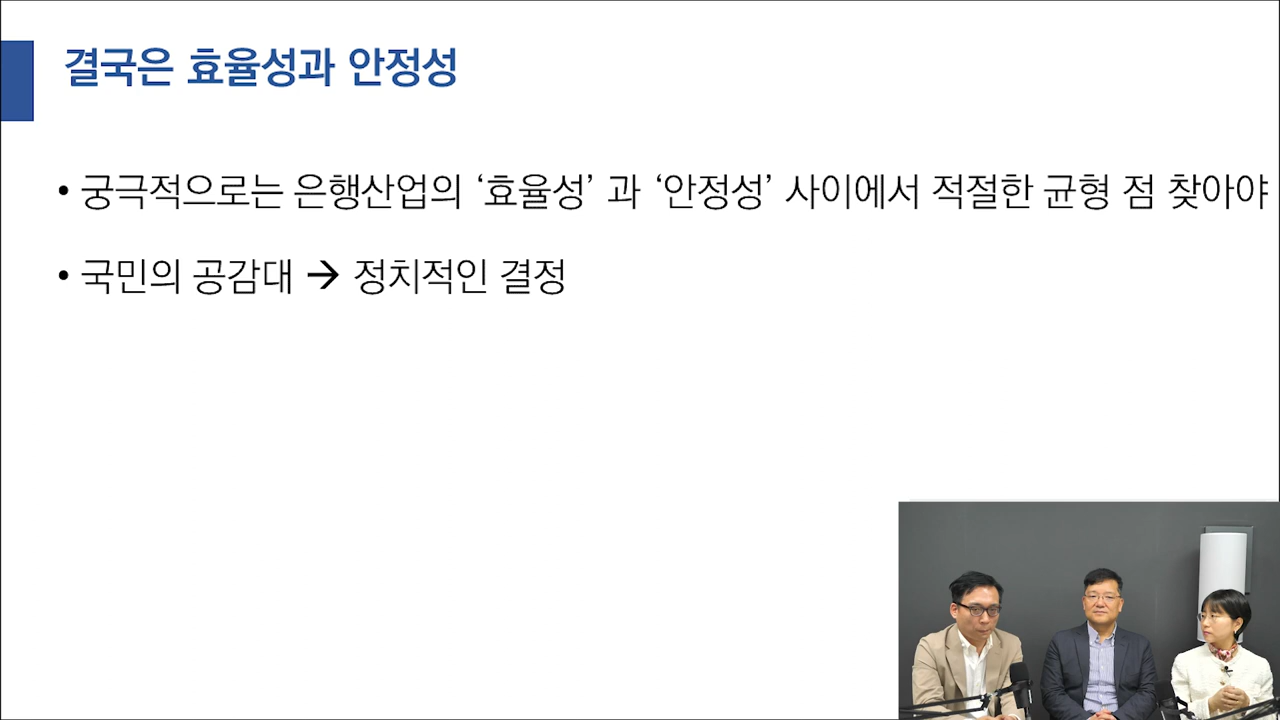 결국은 효율성과 안정성
• 궁극적으로는 은행산업의 ‘효율성’ 과 ‘안정성’ 사이에서 적절한 균형 점 찾아야
• 국민의 공감대 → 정치적인 결정